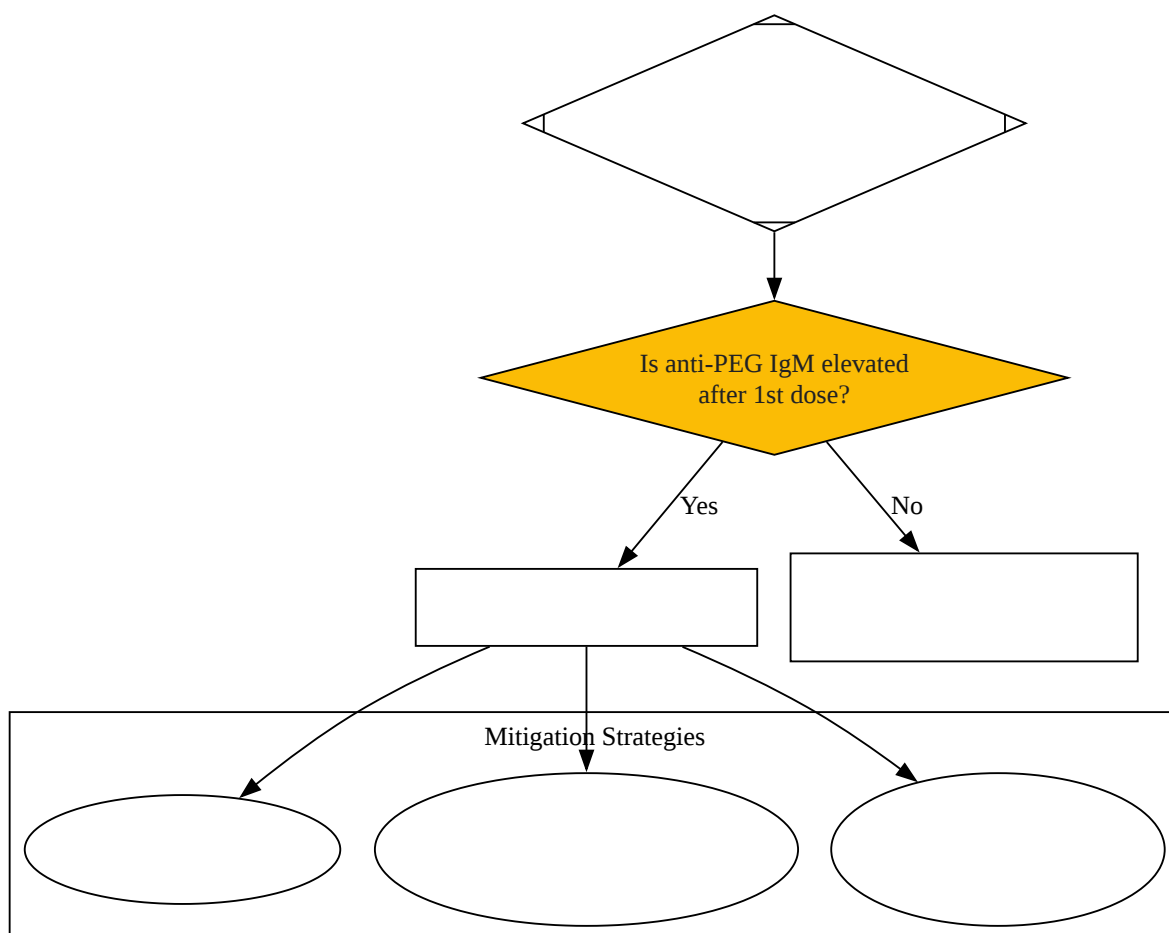 Is anti-PEG IgM elevated
after 1st dose?
Yes
No
Mitigation Strategies